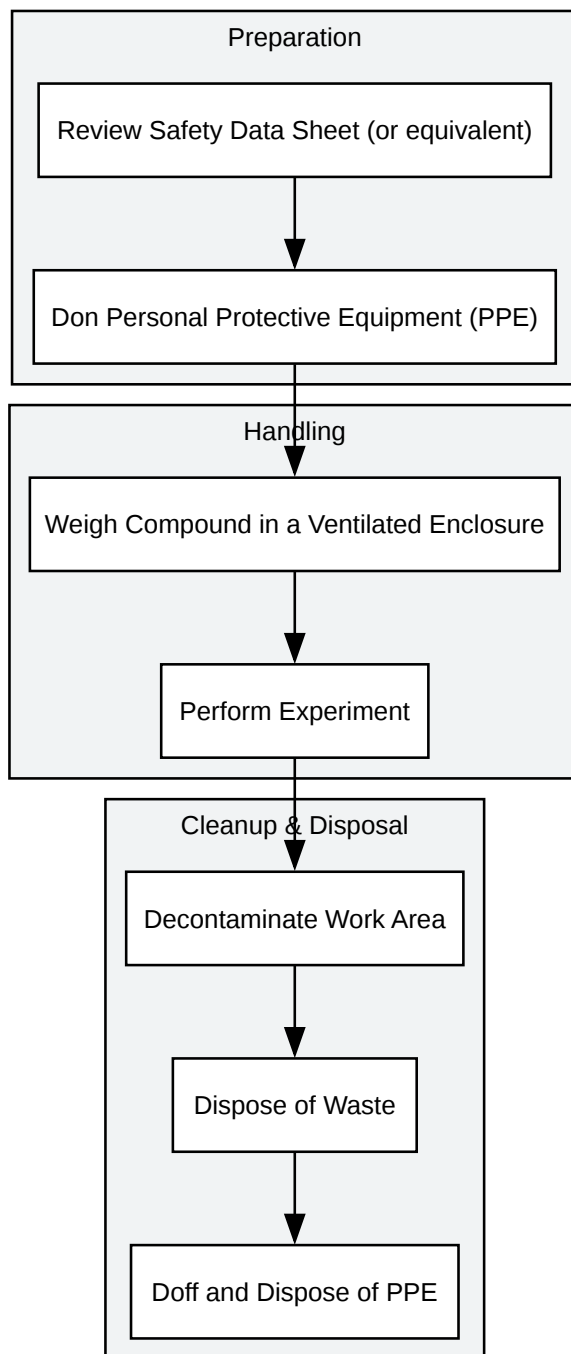 Preparation
Review Safety Data Sheet (or equivalent)
Don Personal Protective Equipment (PPE)
Handling
Weigh Compound in a Ventilated Enclosure
Perform Experiment
Cleanup & Disposal
Decontaminate Work Area
Dispose of Waste
Doff and Dispose of PPE